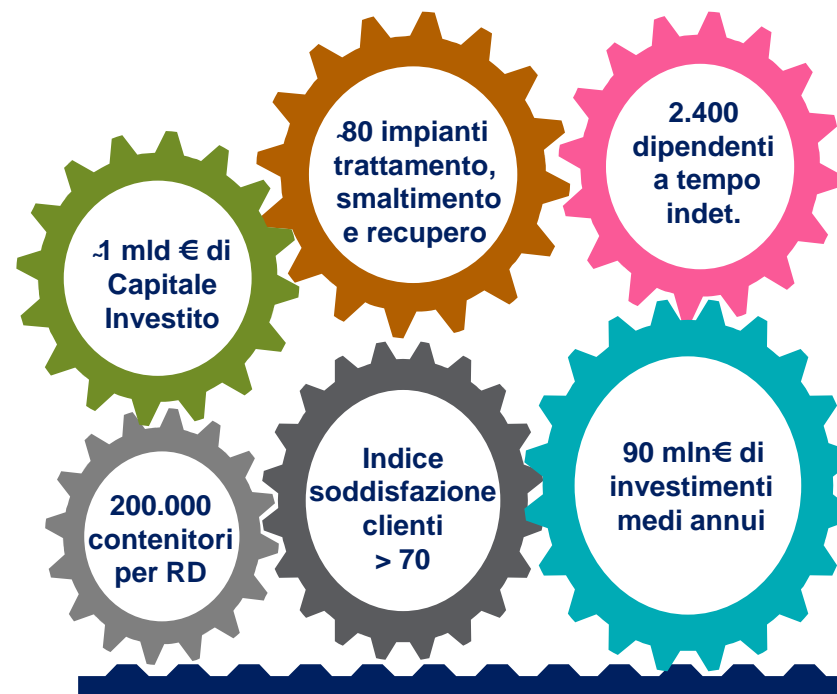 ~80 impianti
trattamento,
smaltimento
e recupero
2.400
dipendenti
a tempo
indet.
~1 mld € di
Capitale
Investito
200.000
contenitori
per RD
Indice
soddisfazione
clienti
> 70
90 mln€ di
investimenti
medi annui